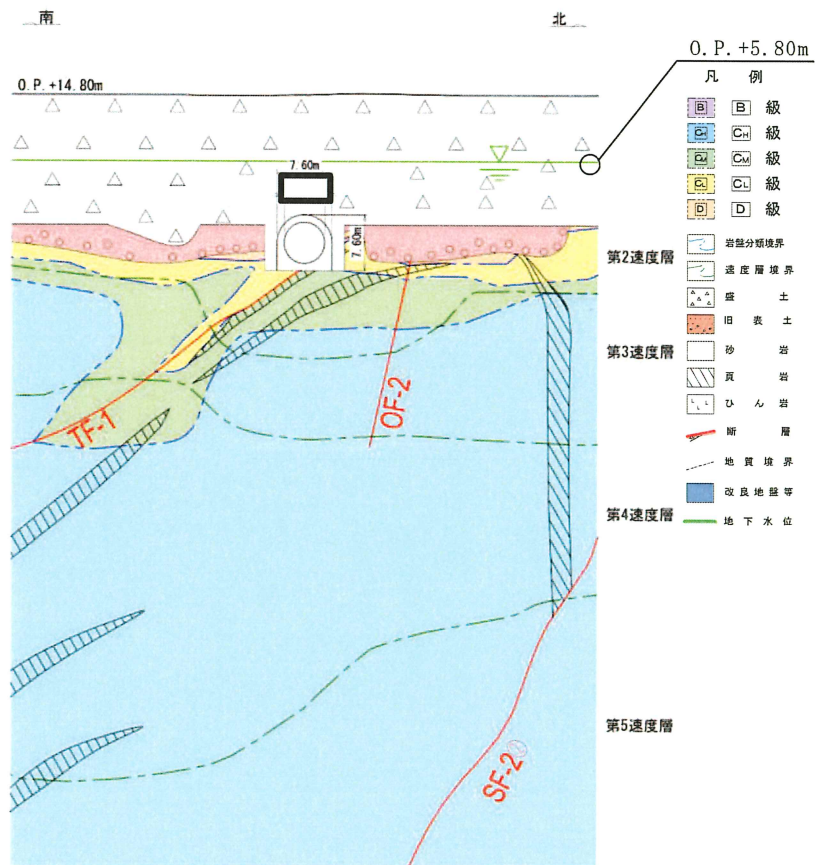 南
北
O.P.+5.80m
O.P.+14.80m
凡 例
B B 級
CH CH 級
CM CM 級
CL CL 級
D D 級
岩盤分類境界
速度層境界
盛土
旧表土
砂岩
頁岩
ひん岩
断層
地質境界
改良地盤等
地下水位
7.60m
7.60m
第2速度層
第3速度層
第4速度層
第5速度層
TF-1
OF-2
SF-2②